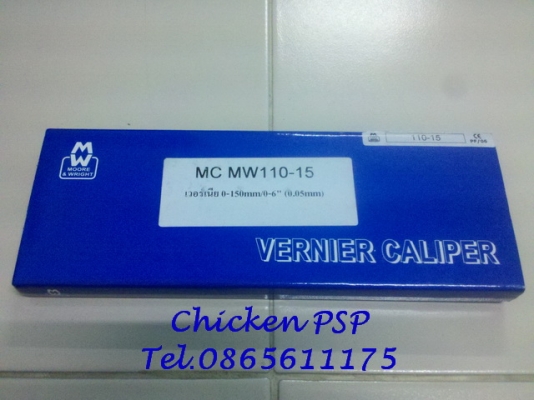 MW
MOORE
& WRIGHT
110-15
CE
MC MW110-15
เวอร์เนีย 0-150mm/0-6" (0.05mm)
VERNIER CALIPER
Chicken PSP
Tel.0865611175